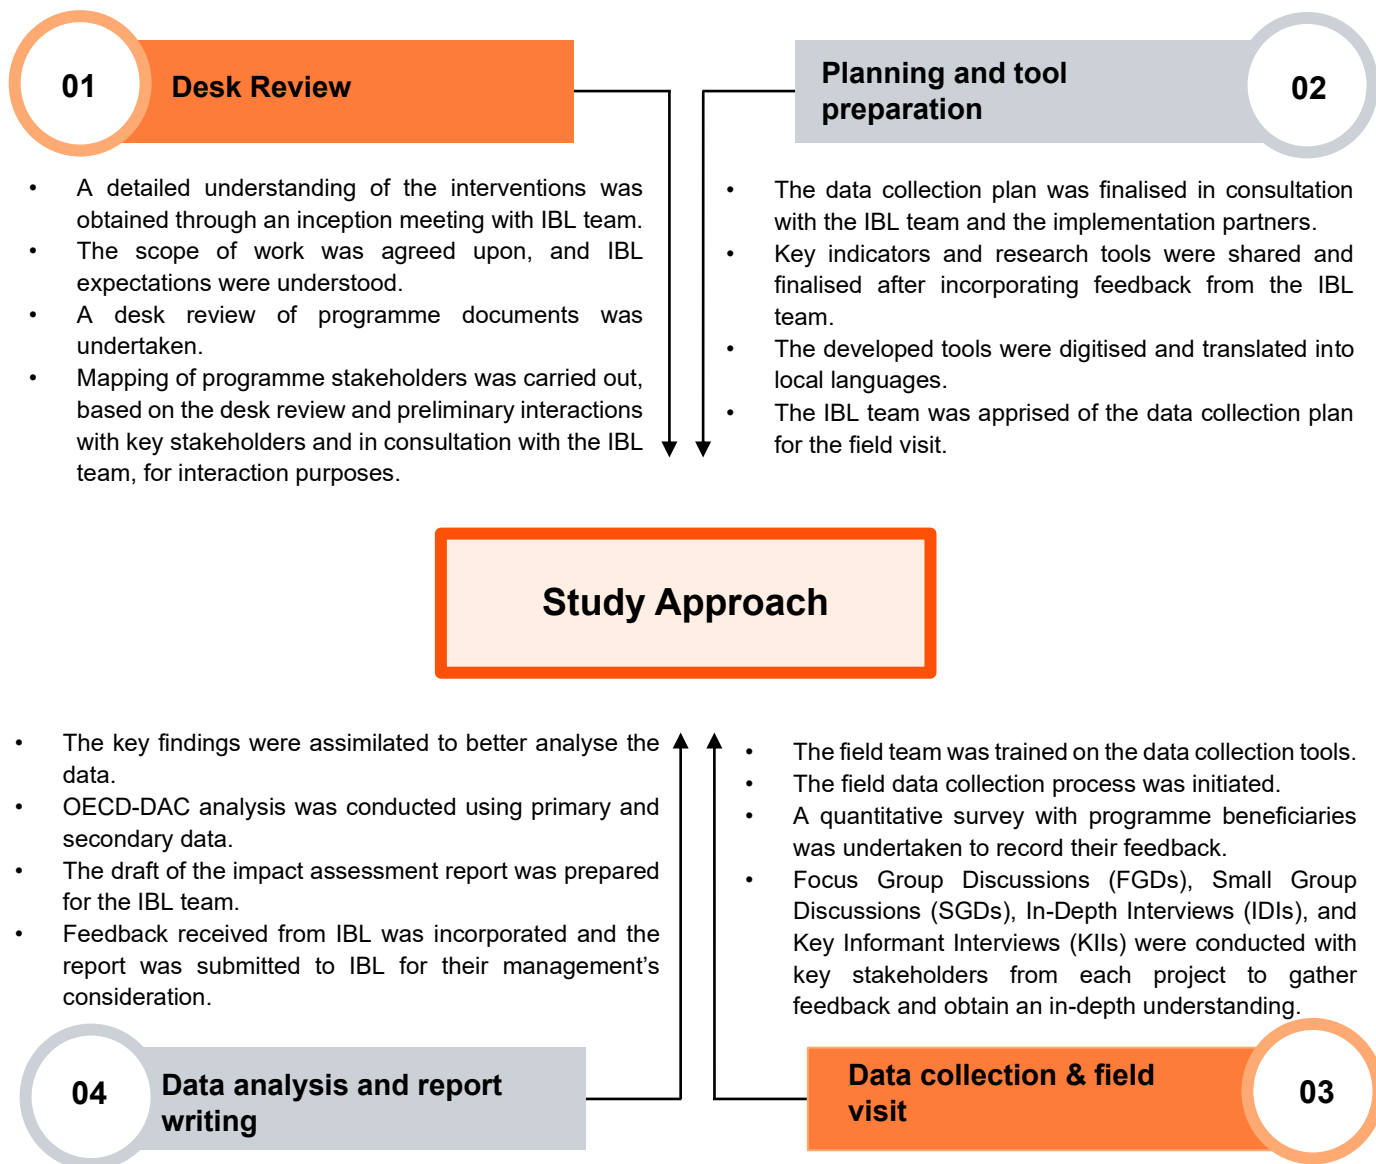 01
Desk Review
• A detailed understanding of the interventions was
obtained through an inception meeting with IBL team.
• The scope of work was agreed upon, and IBL
expectations were understood.
• A desk review of programme documents was
undertaken.
• Mapping of programme stakeholders was carried out,
based on the desk review and preliminary interactions
with key stakeholders and in consultation with the IBL
team, for interaction purposes.
Planning and tool
preparation
02
• The data collection plan was finalised in consultation
with the IBL team and the implementation partners.
• Key indicators and research tools were shared and
finalised after incorporating feedback from the IBL
team.
• The developed tools were digitised and translated into
local languages.
• The IBL team was apprised of the data collection plan
for the field visit.
Study Approach
• The key findings were assimilated to better analyse the
data.
• OECD-DAC analysis was conducted using primary and
secondary data.
• The draft of the impact assessment report was prepared
for the IBL team.
• Feedback received from IBL was incorporated and the
report was submitted to IBL for their management’s
consideration.
04
Data analysis and report
writing
• The field team was trained on the data collection tools.
• The field data collection process was initiated.
• A quantitative survey with programme beneficiaries
was undertaken to record their feedback.
• Focus Group Discussions (FGDs), Small Group
Discussions (SGDs), In-Depth Interviews (IDIs), and
Key Informant Interviews (KIIs) were conducted with
key stakeholders from each project to gather
feedback and obtain an in-depth understanding.
Data collection & field
visit
03